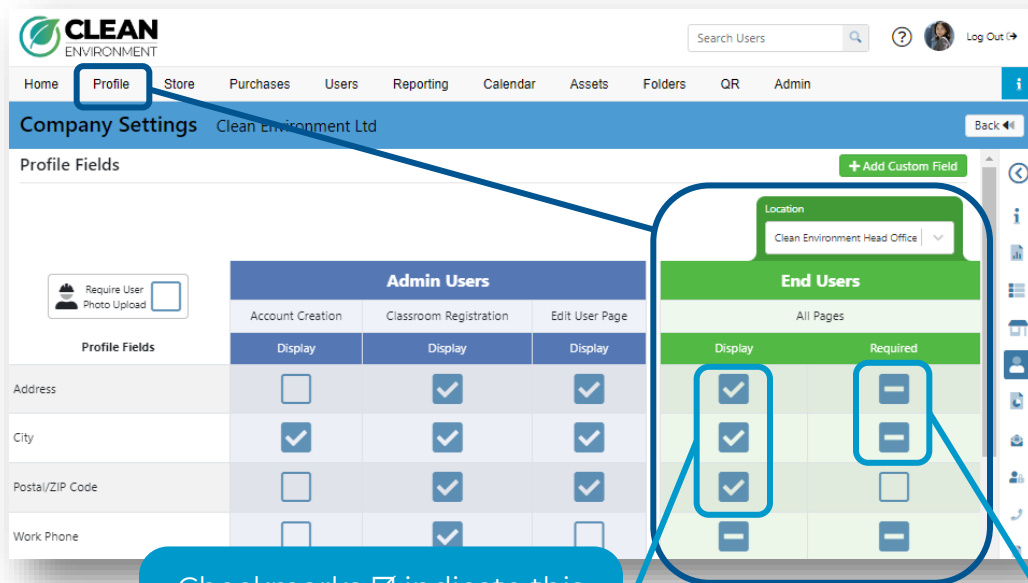 CLEAN
ENVIRONMENT
Search Users
Log Out
Home Profile Store Purchases Users Reporting Calendar Assets Folders QR Admin
Company Settings Clean Environment Ltd
Back
Profile Fields
+ Add Custom Field
Location
Clean Environment Head Office
Require User
Photo Upload
Admin Users
End Users
Account Creation Classroom Registration Edit User Page All Pages
Profile Fields Display Display Display Display Required
Address
City
Postal/ZIP Code
Work Phone
Checkmarks ☑ indicate this